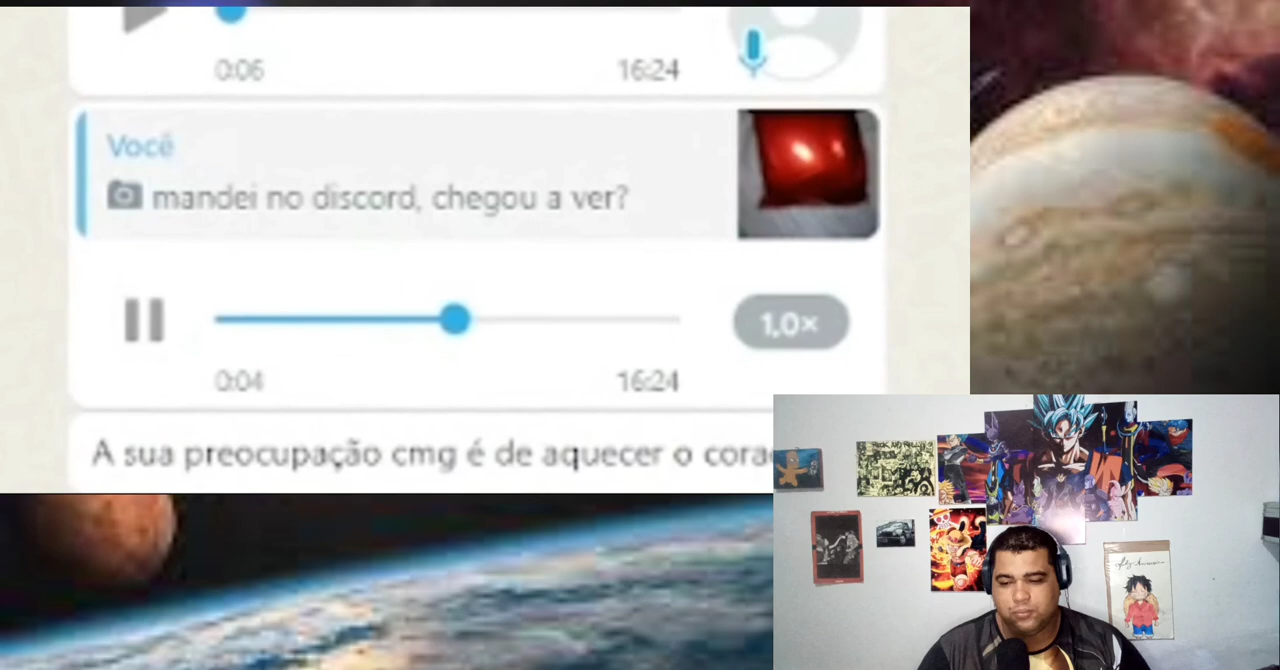 0:06 16:24
Você
mandei no discord, chegou a ver?
1,0×
0:04 16:24
A sua preocupação cmg é de aquecer o